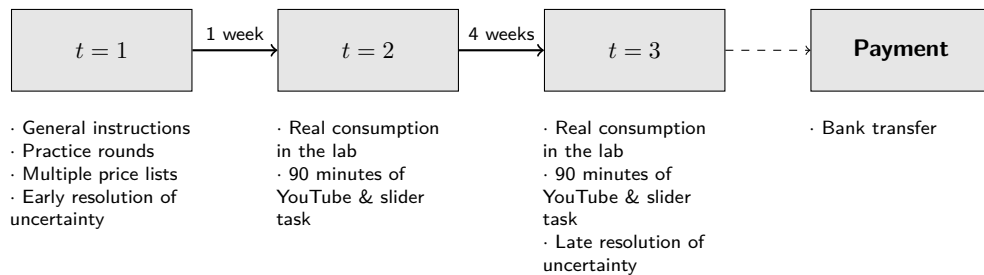 t = 1
1 week
t = 2
4 weeks
t = 3
Payment
· General instructions
· Practice rounds
· Multiple price lists
· Early resolution of
uncertainty
· Real consumption
in the lab
· 90 minutes of
YouTube & slider
task
· Real consumption
in the lab
· 90 minutes of
YouTube & slider
task
· Late resolution of
uncertainty
· Bank transfer